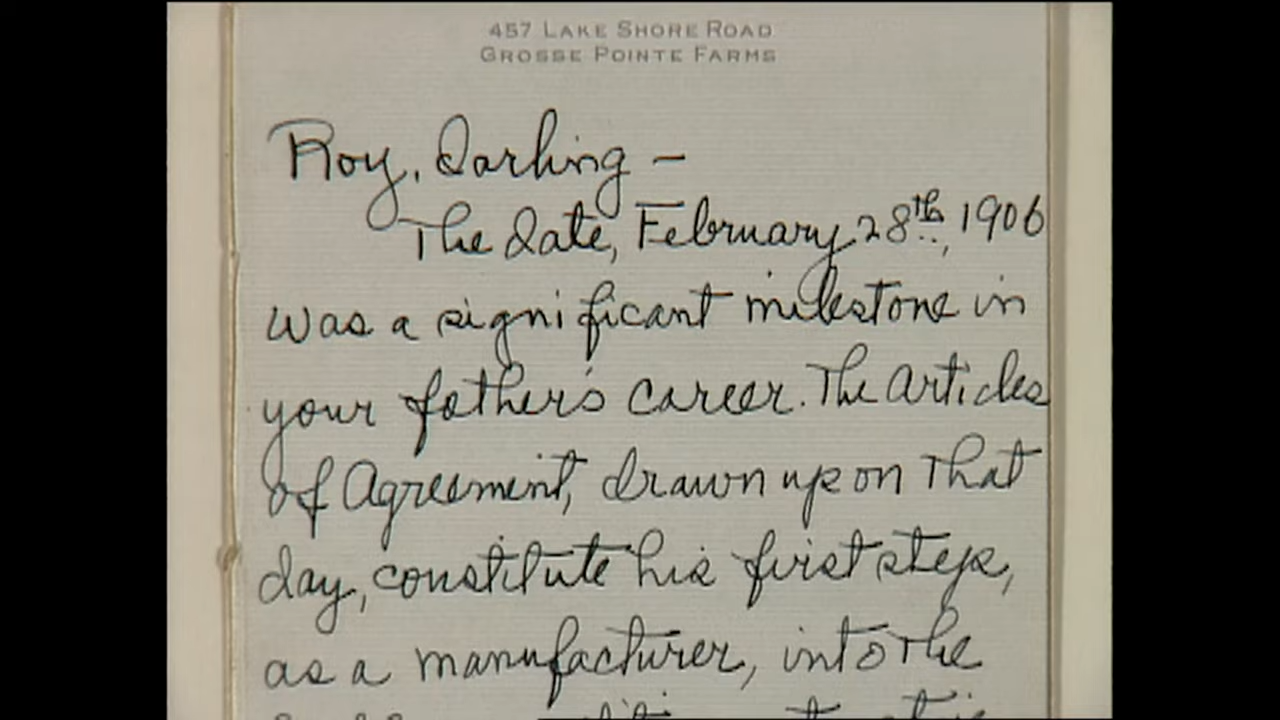 457 LAKE SHORE ROAD
GROSSE POINTE FARMS
Roy, Darling —
The date, February 28th, 1906
was a significant milestone in
your father's career. The Articles
of Agreement, drawn up on that
day, constitute his first steps,
as a manufacturer, into the